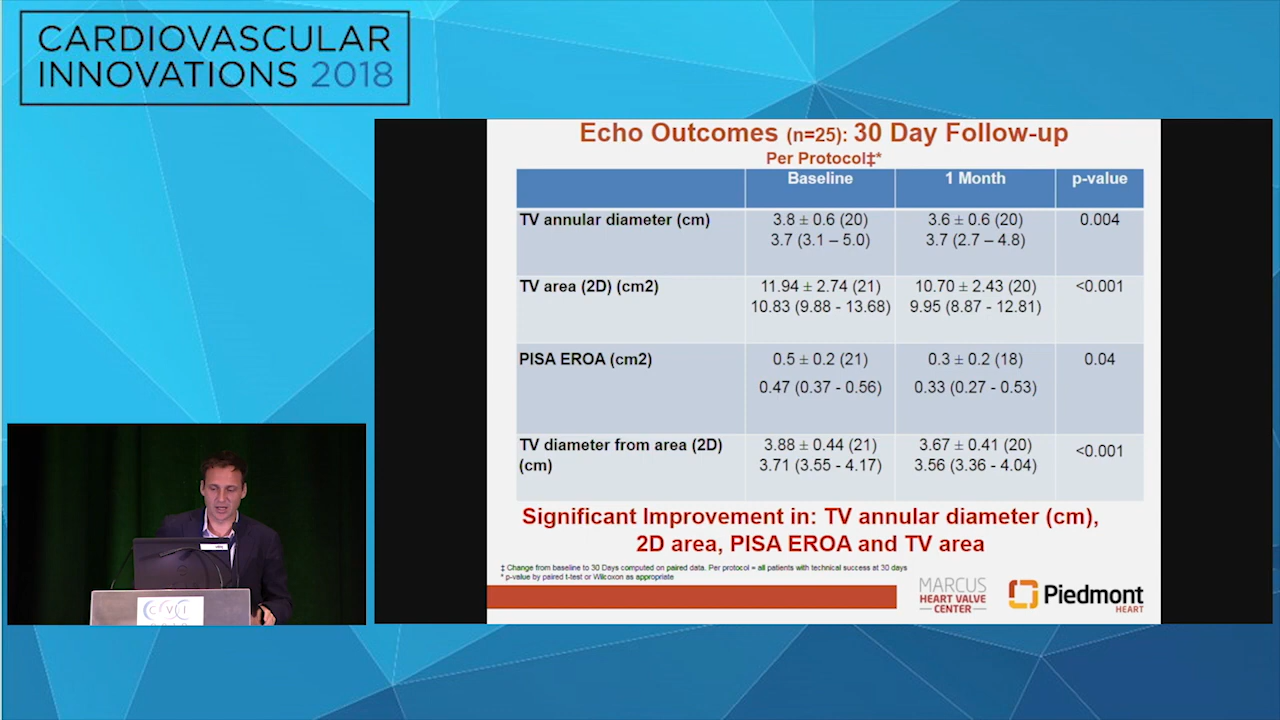 CARDIOVASCULAR
INNOVATIONS 2018
Echo Outcomes (n=25): 30 Day Follow-up
Per Protocol‡*
Baseline 1 Month p-value
TV annular diameter (cm) 3.8 ± 0.6 (20) 3.6 ± 0.6 (20) 0.004
3.7 (3.1 – 5.0) 3.7 (2.7 – 4.8)
TV area (2D) (cm2) 11.94 ± 2.74 (21) 10.70 ± 2.43 (20) <0.001
10.83 (9.88 - 13.68) 9.95 (8.87 - 12.81)
PISA EROA (cm2) 0.5 ± 0.2 (21) 0.3 ± 0.2 (18) 0.04
0.47 (0.37 - 0.56) 0.33 (0.27 - 0.53)
TV diameter from area (2D) 3.88 ± 0.44 (21) 3.67 ± 0.41 (20) <0.001
(cm) 3.71 (3.55 - 4.17) 3.56 (3.36 - 4.04)
Significant Improvement in: TV annular diameter (cm),
2D area, PISA EROA and TV area
‡ Change from baseline to 30 Days computed on paired data. Per protocol = all patients with technical success at 30 days
* p-value by paired t-test or Wilcoxon as appropriate
MARCUS
HEART VALVE
CENTER
Piedmont
HEART
CVI